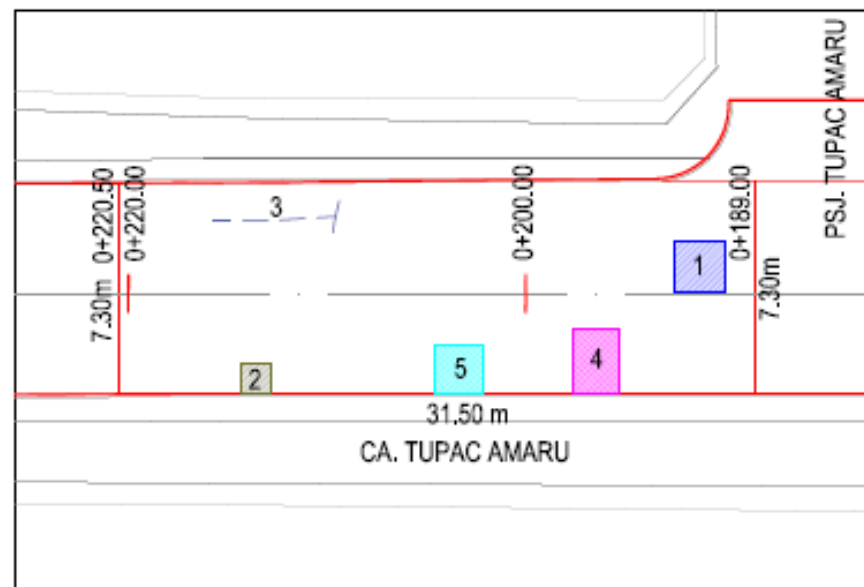 PSJ. TUPAC AMARU
0+220.50
0+220.00
3
0+200.00
0+189.00
1
7.30m
7.30m
2
5
4
31.50 m
CA. TUPAC AMARU